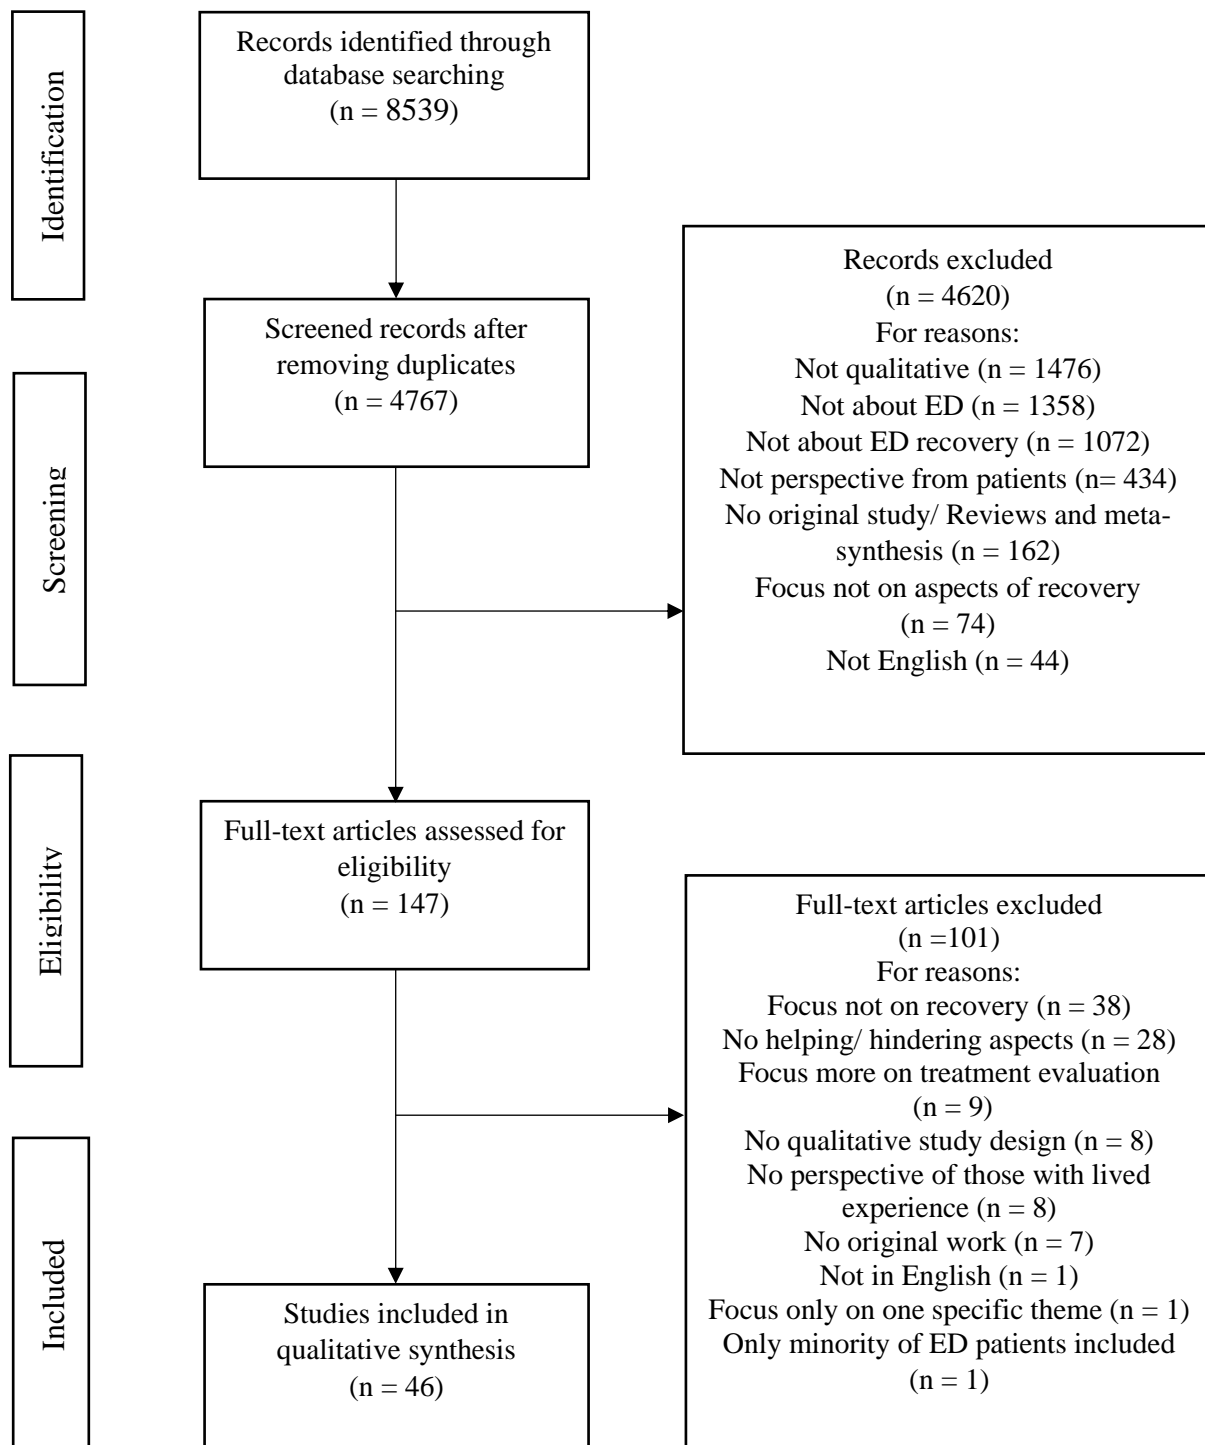 Identification
Records identified through
database searching
(n = 8539)
Screened records after
removing duplicates
(n = 4767)
Records excluded
(n = 4620)
For reasons:
Not qualitative (n = 1476)
Not about ED (n = 1358)
Not about ED recovery (n = 1072)
Not perspective from patients (n= 434)
No original study/ Reviews and meta-
synthesis (n = 162)
Focus not on aspects of recovery
(n = 74)
Not English (n = 44)
Screening
Full-text articles assessed for
eligibility
(n = 147)
Eligibility
Full-text articles excluded
(n =101)
For reasons:
Focus not on recovery (n = 38)
No helping/ hindering aspects (n = 28)
Focus more on treatment evaluation
(n = 9)
No qualitative study design (n = 8)
No perspective of those with lived
experience (n = 8)
No original work (n = 7)
Not in English (n = 1)
Focus only on one specific theme (n = 1)
Only minority of ED patients included
(n = 1)
Included
Studies included in
qualitative synthesis
(n = 46)